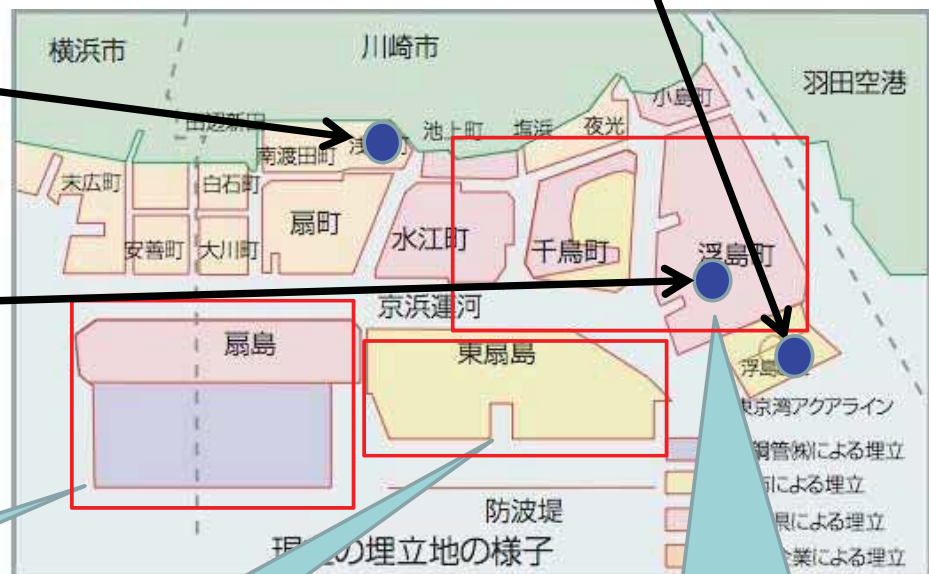 横浜市
川崎市
羽田空港
小島町
田辺新田
池上町
塩浜
夜光
南渡田町
浅
町
末広町
白石町
扇町
水江町
千鳥町
浮島町
安善町
大川町
京浜運河
扇島
東扇島
浮島
東京湾アクアライン
鋼管㈱による埋立
市による埋立
県による埋立
企業による埋立
防波堤
現
の埋立地の様子